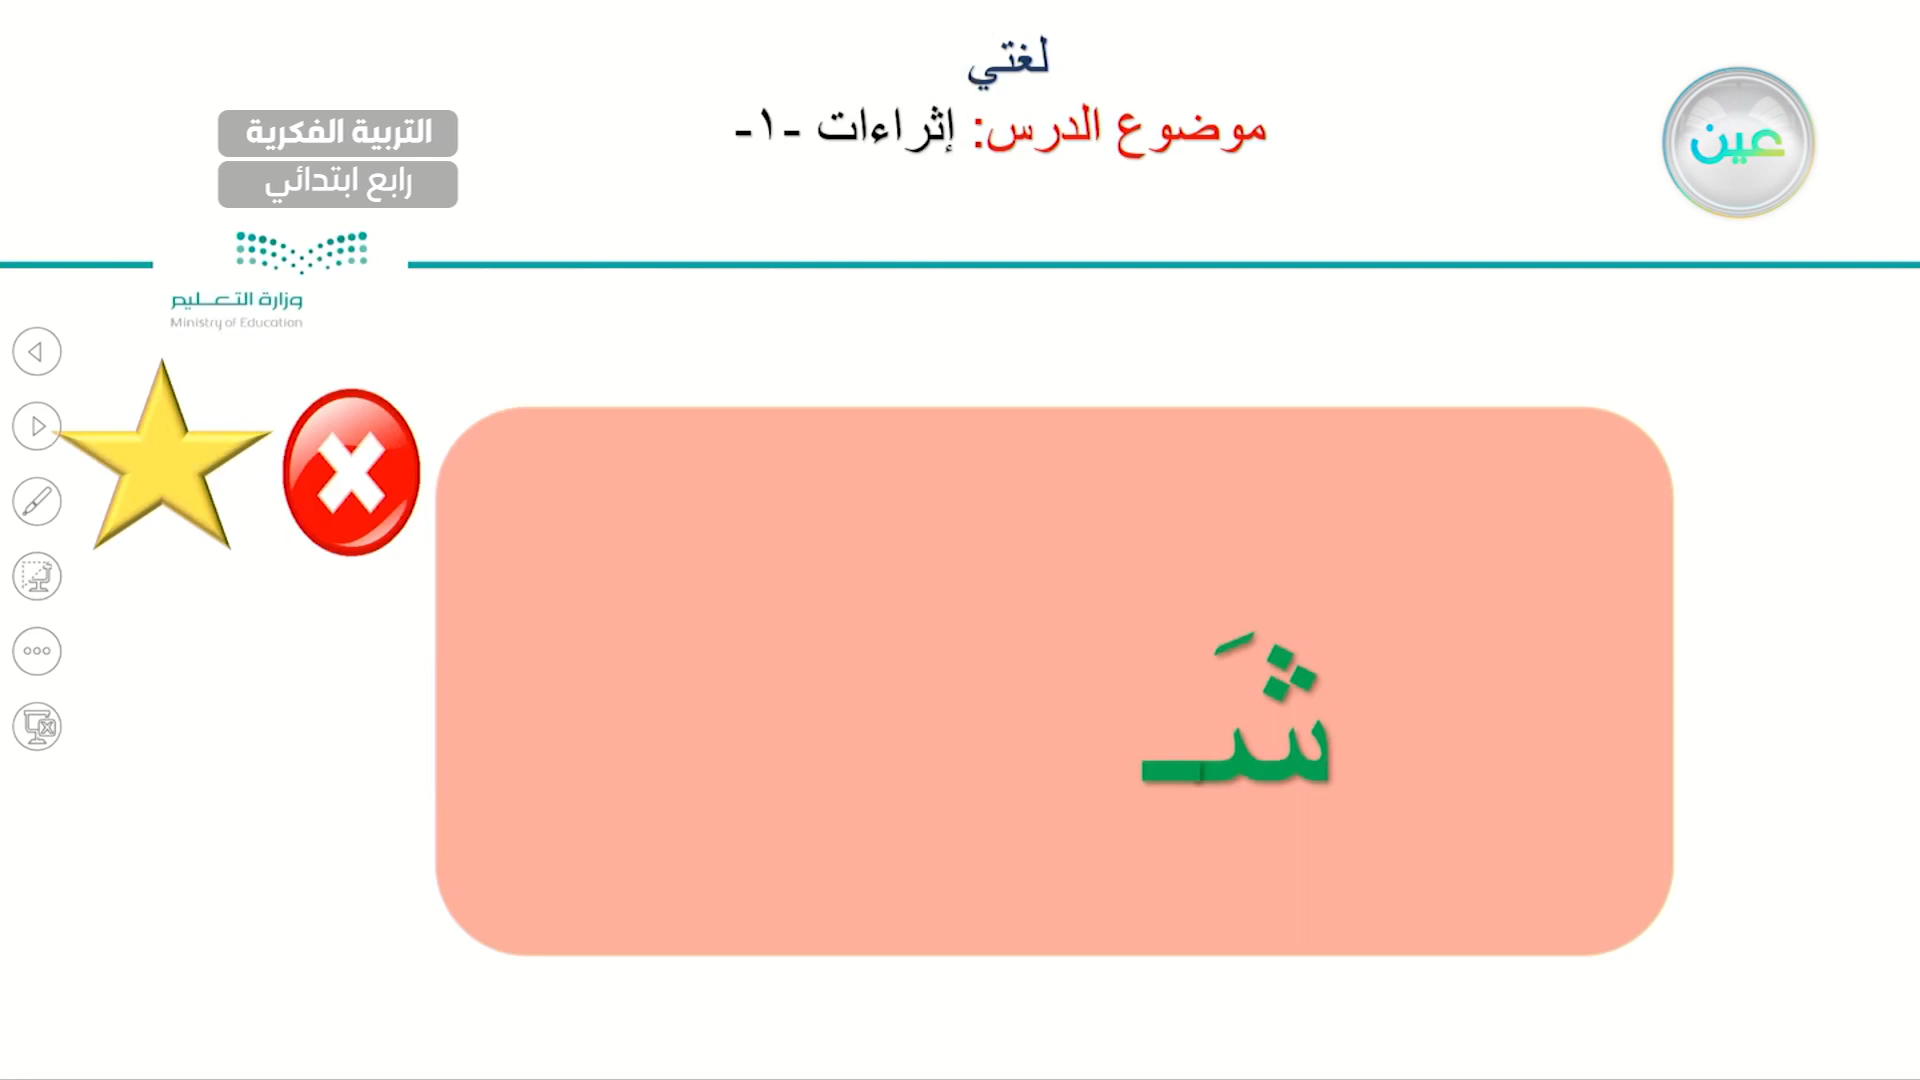 لغتي
موضوع الدرس: إثراءات -١-
عين
التربية الفكرية
رابع ابتدائي
وزارة التعليم
Ministry of Education
شَـ